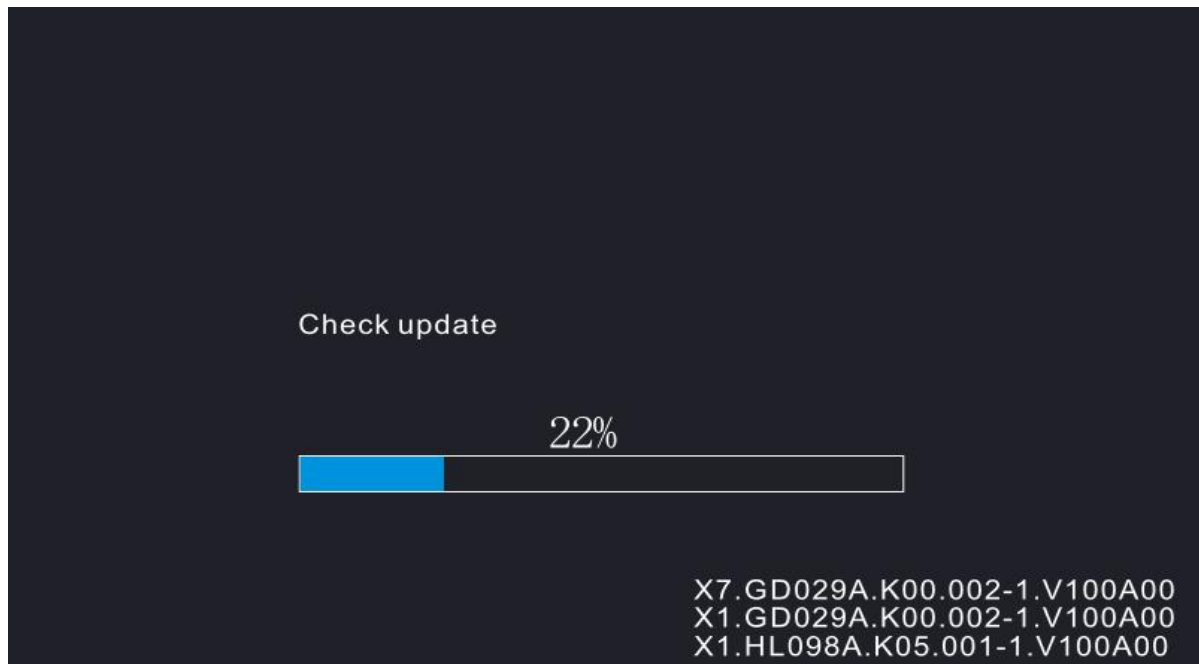 Check update
22%
X7.GD029A.K00.002-1.V100A00
X1.GD029A.K00.002-1.V100A00
X1.HL098A.K05.001-1.V100A00